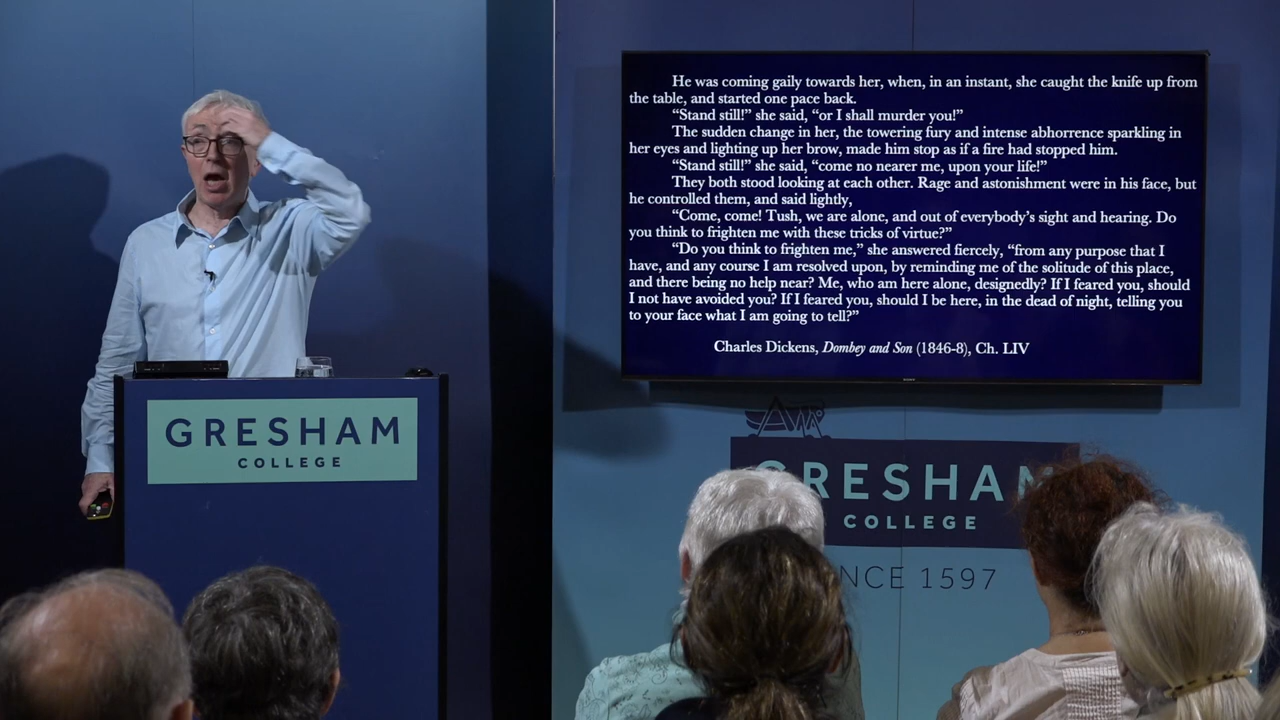 He was coming gaily towards her, when, in an instant, she caught the knife up from
the table, and started one pace back.
“Stand still!” she said, “or I shall murder you!”
The sudden change in her, the towering fury and intense abhorrence sparkling in
her eyes and lighting up her brow, made him stop as if a fire had stopped him.
“Stand still!” she said, “come no nearer me, upon your life!”
They both stood looking at each other. Rage and astonishment were in his face, but
he controlled them, and said lightly,
“Come, come! Tush, we are alone, and out of everybody’s sight and hearing. Do
you think to frighten me with these tricks of virtue?”
“Do you think to frighten me,” she answered fiercely, “from any purpose that I
have, and any course I am resolved upon, by reminding me of the solitude of this place,
and there being no help near? Me, who am here alone, designedly? If I feared you, should
I not have avoided you? If I feared you, should I be here, in the dead of night, telling you
to your face what I am going to tell?”
Charles Dickens, Dombey and Son (1846-8), Ch. LIV
SONY
GRESHAM
COLLEGE
GRESHAM
COLLEGE
NCE 1597